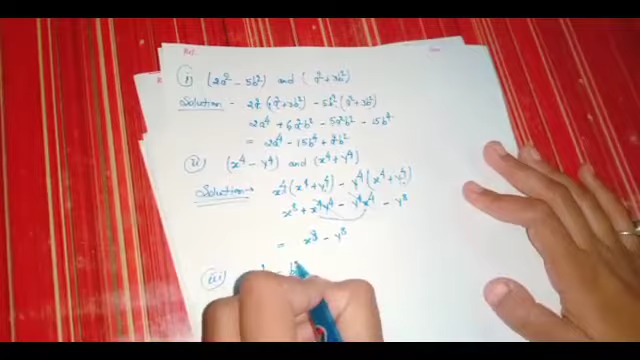 i) (2a² - 5b²) and (a² + 3b²)
Solution - 2a²(a² + 3b²) - 5b²(a² + 3b²)
2a⁴ + 6a²b² - 5a²b² - 15b⁴
= 2a⁴ - 15b⁴ + a²b²
ii) (x⁴ - y⁴) and (x⁴ + y⁴)
Solution → x⁴(x⁴ + y⁴) - y⁴(x⁴ + y⁴)
x⁸ + x⁴y⁴ - y⁴x⁴ - y⁸
= x⁸ - y⁸
iii)